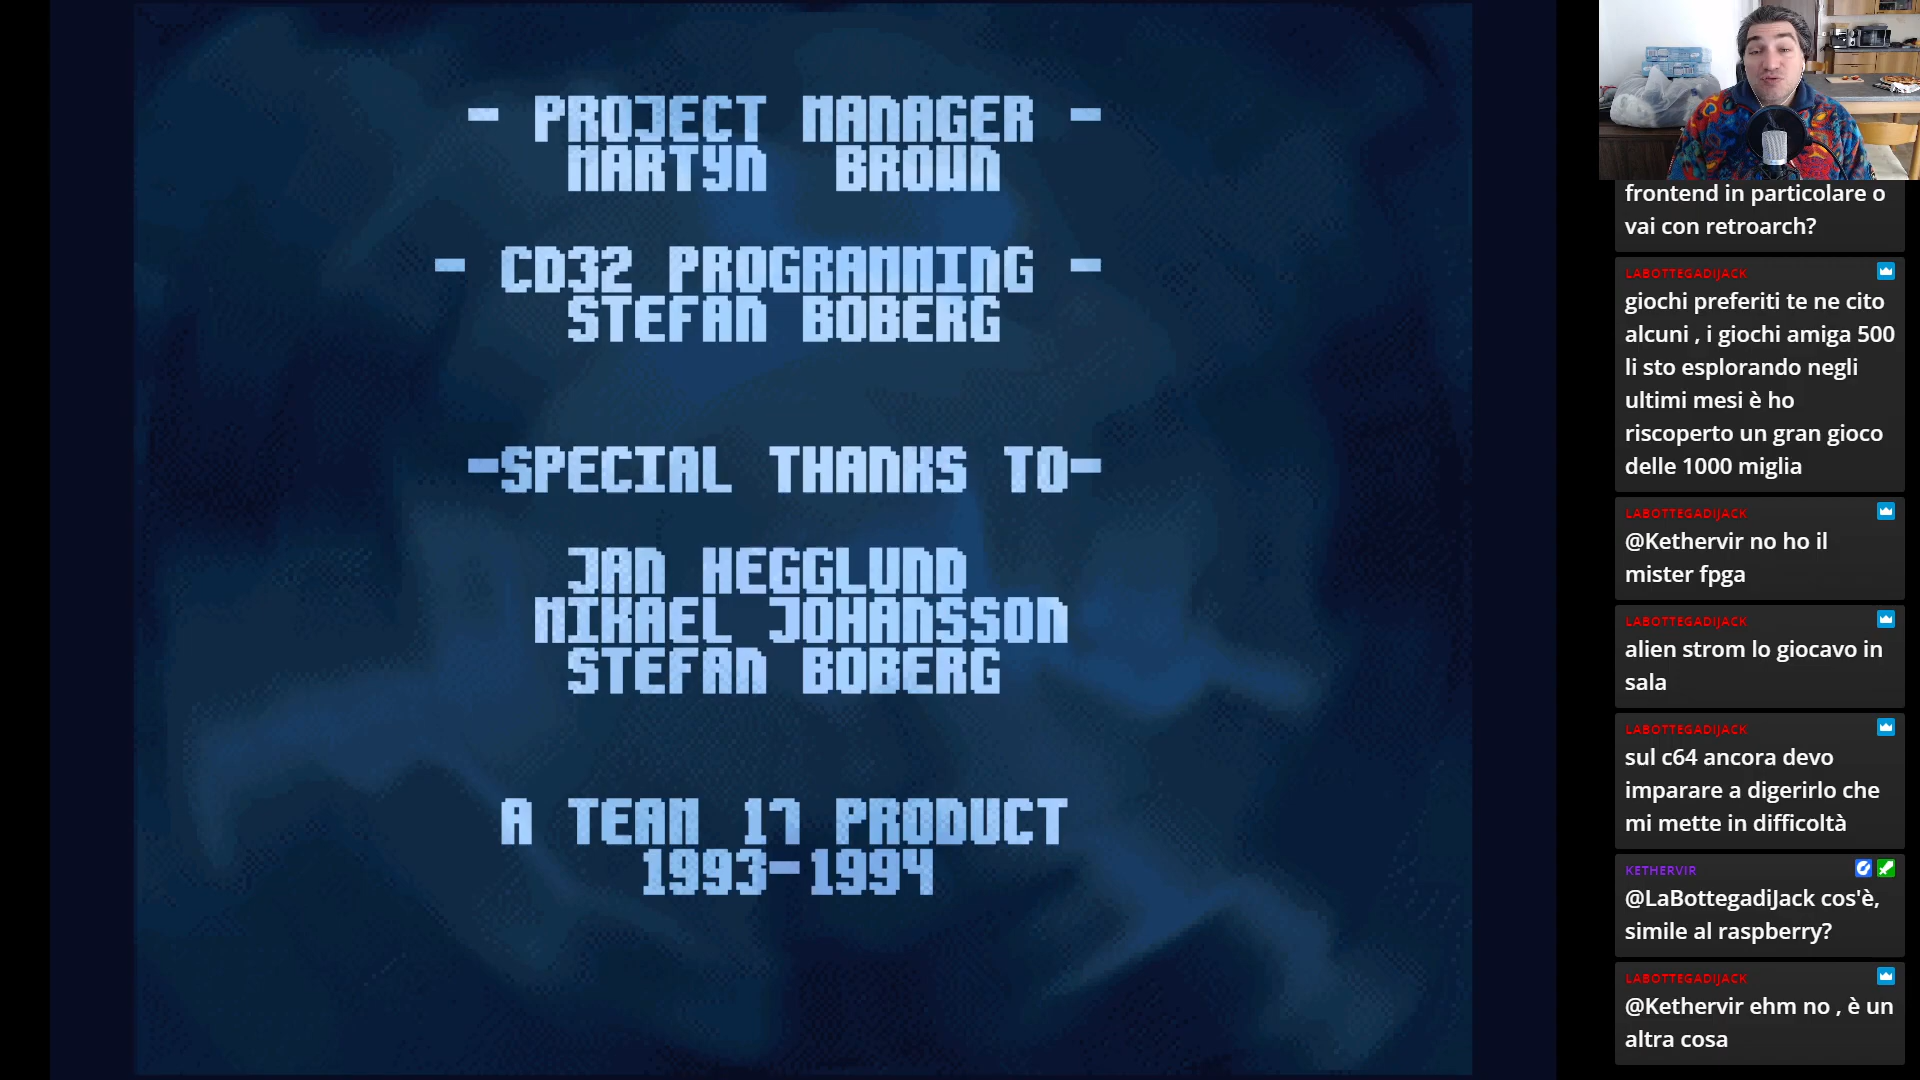 - PROJECT MANAGER -
MARTYN BROWN
- CD32 PROGRAMMING -
STEFAN BOBERG
-SPECIAL THANKS TO-
JAN HEGGLUND
MIKAEL JOHANSSON
STEFAN BOBERG
A TEAM 17 PRODUCT
1993-1994
frontend in particolare o
vai con retroarch?
LABOTTEGADIJACK
giochi preferiti te ne cito
alcuni , i giochi amiga 500
li sto esplorando negli
ultimi mesi è ho
riscoperto un gran gioco
delle 1000 miglia
LABOTTEGADIJACK
@Kethervir no ho il
mister fpga
LABOTTEGADIJACK
alien strom lo giocavo in
sala
LABOTTEGADIJACK
sul c64 ancora devo
imparare a digerirlo che
mi mette in difficoltà
KETHERVIR
@LaBottegadiJack cos'è,
simile al raspberry?
LABOTTEGADIJACK
@Kethervir ehm no , è un
altra cosa